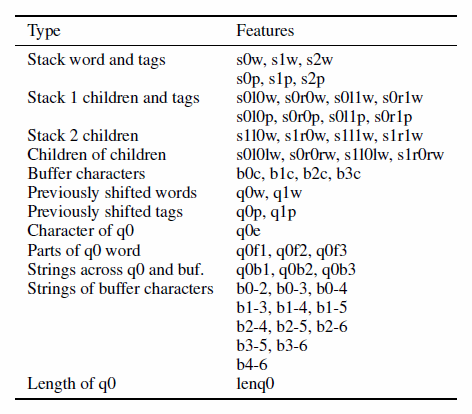 Type Features
Stack word and tags s0w, s1w, s2w
s0p, s1p, s2p
Stack 1 children and tags s0l0w, s0r0w, s0l1w, s0r1w
s0l0p, s0r0p, s0l1p, s0r1p
Stack 2 children s1l0w, s1r0w, s1l1w, s1r1w
Children of children s0l0lw, s0r0rw, s1l0lw, s1r0rw
Buffer characters b0c, b1c, b2c, b3c
Previously shifted words q0w, q1w
Previously shifted tags q0p, q1p
Character of q0 q0e
Parts of q0 word q0f1, q0f2, q0f3
Strings across q0 and buf. q0b1, q0b2, q0b3
Strings of buffer characters b0-2, b0-3, b0-4
b1-3, b1-4, b1-5
b2-4, b2-5, b2-6
b3-5, b3-6
b4-6
Length of q0 lenq0